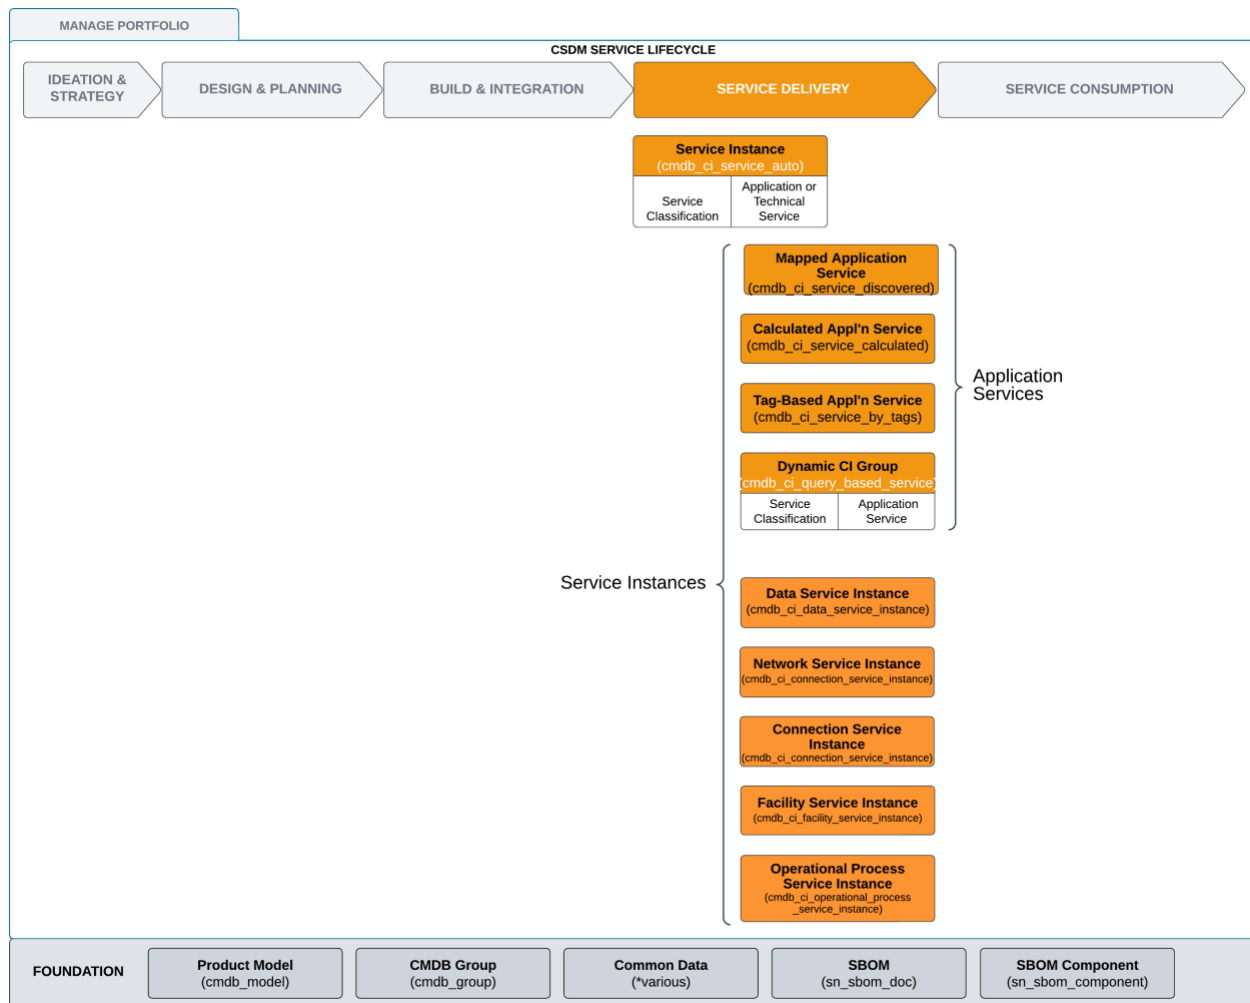 MANAGE PORTFOLIO
CSDM SERVICE LIFECYCLE
IDEATION &
STRATEGY
DESIGN & PLANNING
BUILD & INTEGRATION
SERVICE DELIVERY
SERVICE CONSUMPTION
Service Instance
(cmdb_ci_service_auto)
Service
Classification
Application or
Technical
Service
Mapped Application
Service
(cmdb_ci_service_discovered)
Calculated Appl'n Service
(cmdb_ci_service_calculated)
Tag-Based Appl'n Service
(cmdb_ci_service_by_tags)
Dynamic CI Group
(cmdb_ci_query_based_service)
Service
Classification
Application
Service
Application
Services
Service Instances
Data Service Instance
(cmdb_ci_data_service_instance)
Network Service Instance
(cmdb_ci_connection_service_instance)
Connection Service
Instance
(cmdb_ci_connection_service_instance)
Facility Service Instance
(cmdb_ci_facility_service_instance)
Operational Process
Service Instance
(cmdb_ci_operational_process
_service_instance)
FOUNDATION
Product Model
(cmdb_model)
CMDB Group
(cmdb_group)
Common Data
(*various)
SBOM
(sn_sbom_doc)
SBOM Component
(sn_sbom_component)